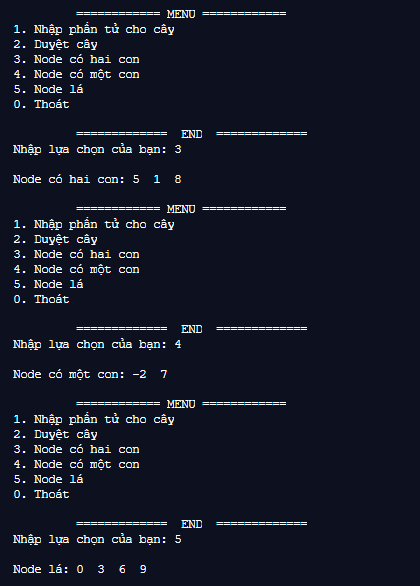 ============ MENU ============
1. Nhập phần tử cho cây
2. Duyệt cây
3. Node có hai con
4. Node có một con
5. Node lá
0. Thoát
============= END =============
Nhập lựa chọn của bạn: 3
Node có hai con: 5 1 8
============ MENU ============
1. Nhập phần tử cho cây
2. Duyệt cây
3. Node có hai con
4. Node có một con
5. Node lá
0. Thoát
============= END =============
Nhập lựa chọn của bạn: 4
Node có một con: -2 7
============ MENU ============
1. Nhập phần tử cho cây
2. Duyệt cây
3. Node có hai con
4. Node có một con
5. Node lá
0. Thoát
============= END =============
Nhập lựa chọn của bạn: 5
Node lá: 0 3 6 9